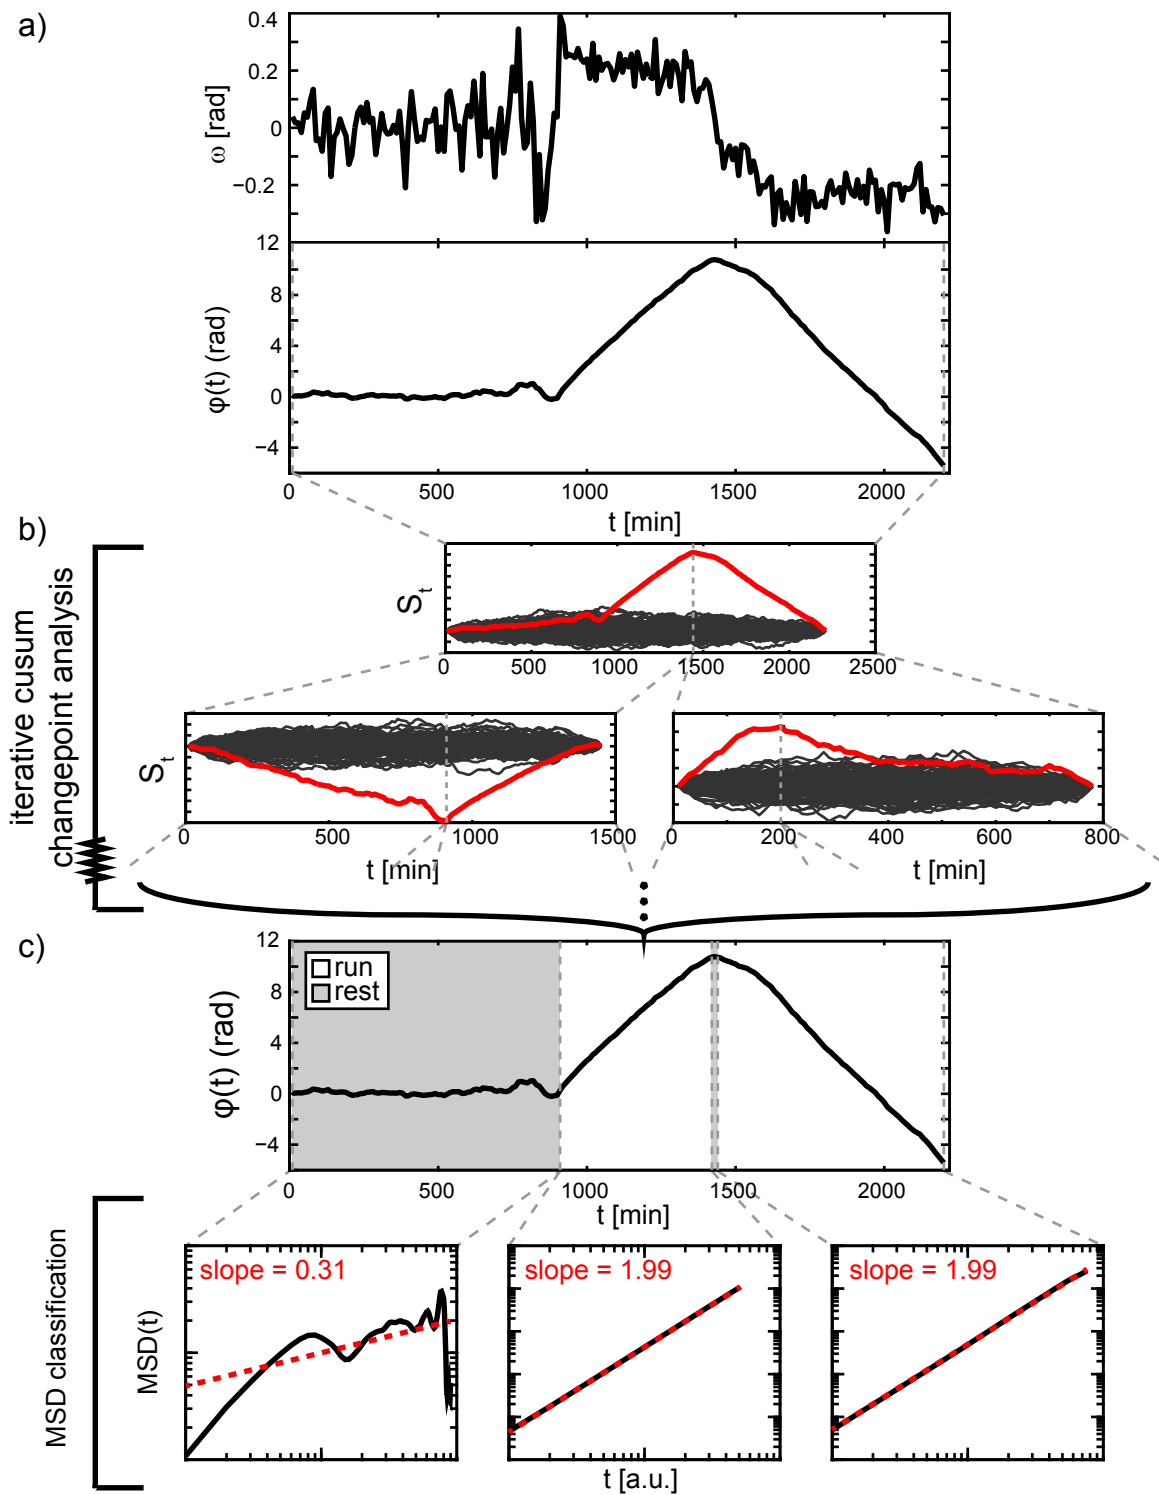 a)
0.4
0.2
0
−0.2
ω [rad]
12
8
4
0
−4
φ(t) (rad)
0 500 1000 1500 2000
t [min]
b)
iterative cusum
changepoint analysis
S_t
0 500 1000 1500 2000 2500
S_t
0 500 1000 1500
t [min]
0 200 400 600 800
t [min]
c)
12
8
4
0
−4
φ(t) (rad)
run
rest
0 500 1000 1500 2000
t [min]
MSD classification
MSD(t)
slope = 0.31
slope = 1.99
slope = 1.99
t [a.u.]